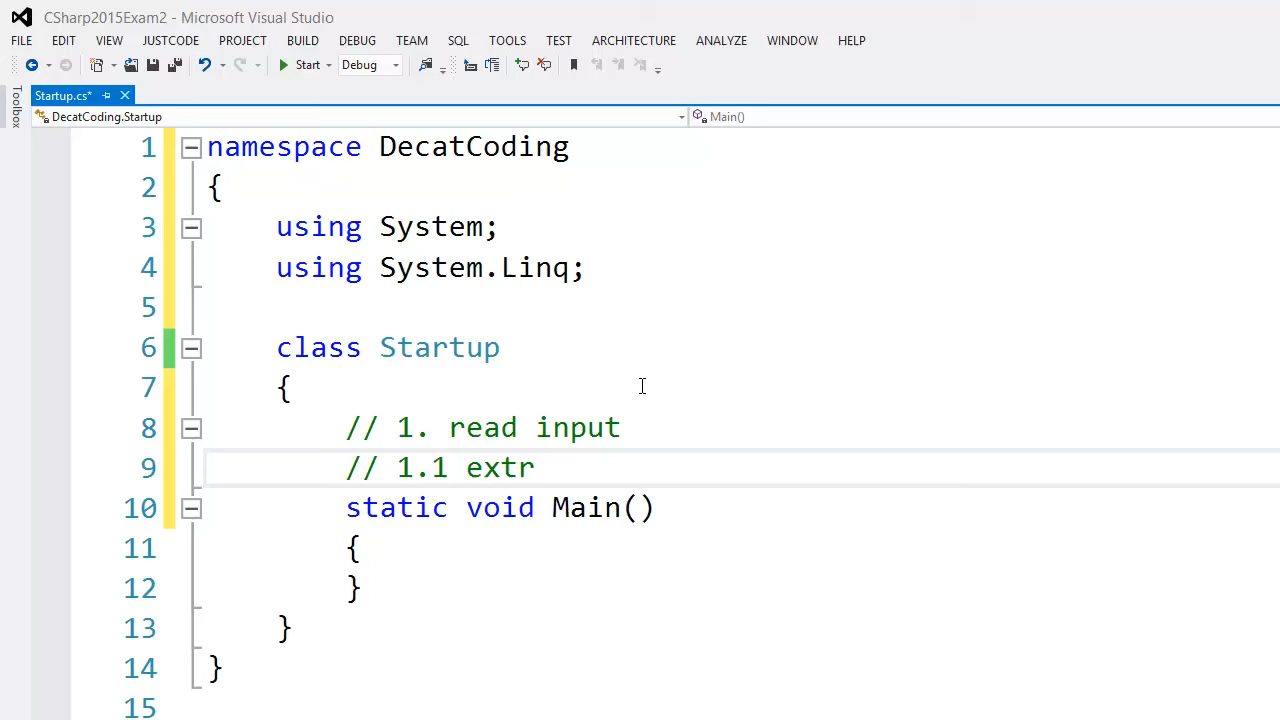 CSharp2015Exam2 - Microsoft Visual Studio
FILE EDIT VIEW JUSTCODE PROJECT BUILD DEBUG TEAM SQL TOOLS TEST ARCHITECTURE ANALYZE WINDOW HELP
Start Debug
Toolbox
Startup.cs*
DecatCoding.Startup Main()
1 namespace DecatCoding
2 {
3 using System;
4 using System.Linq;
5
6 class Startup
7 {
8 // 1. read input
9 // 1.1 extr
10 static void Main()
11 {
12 }
13 }
14 }
15